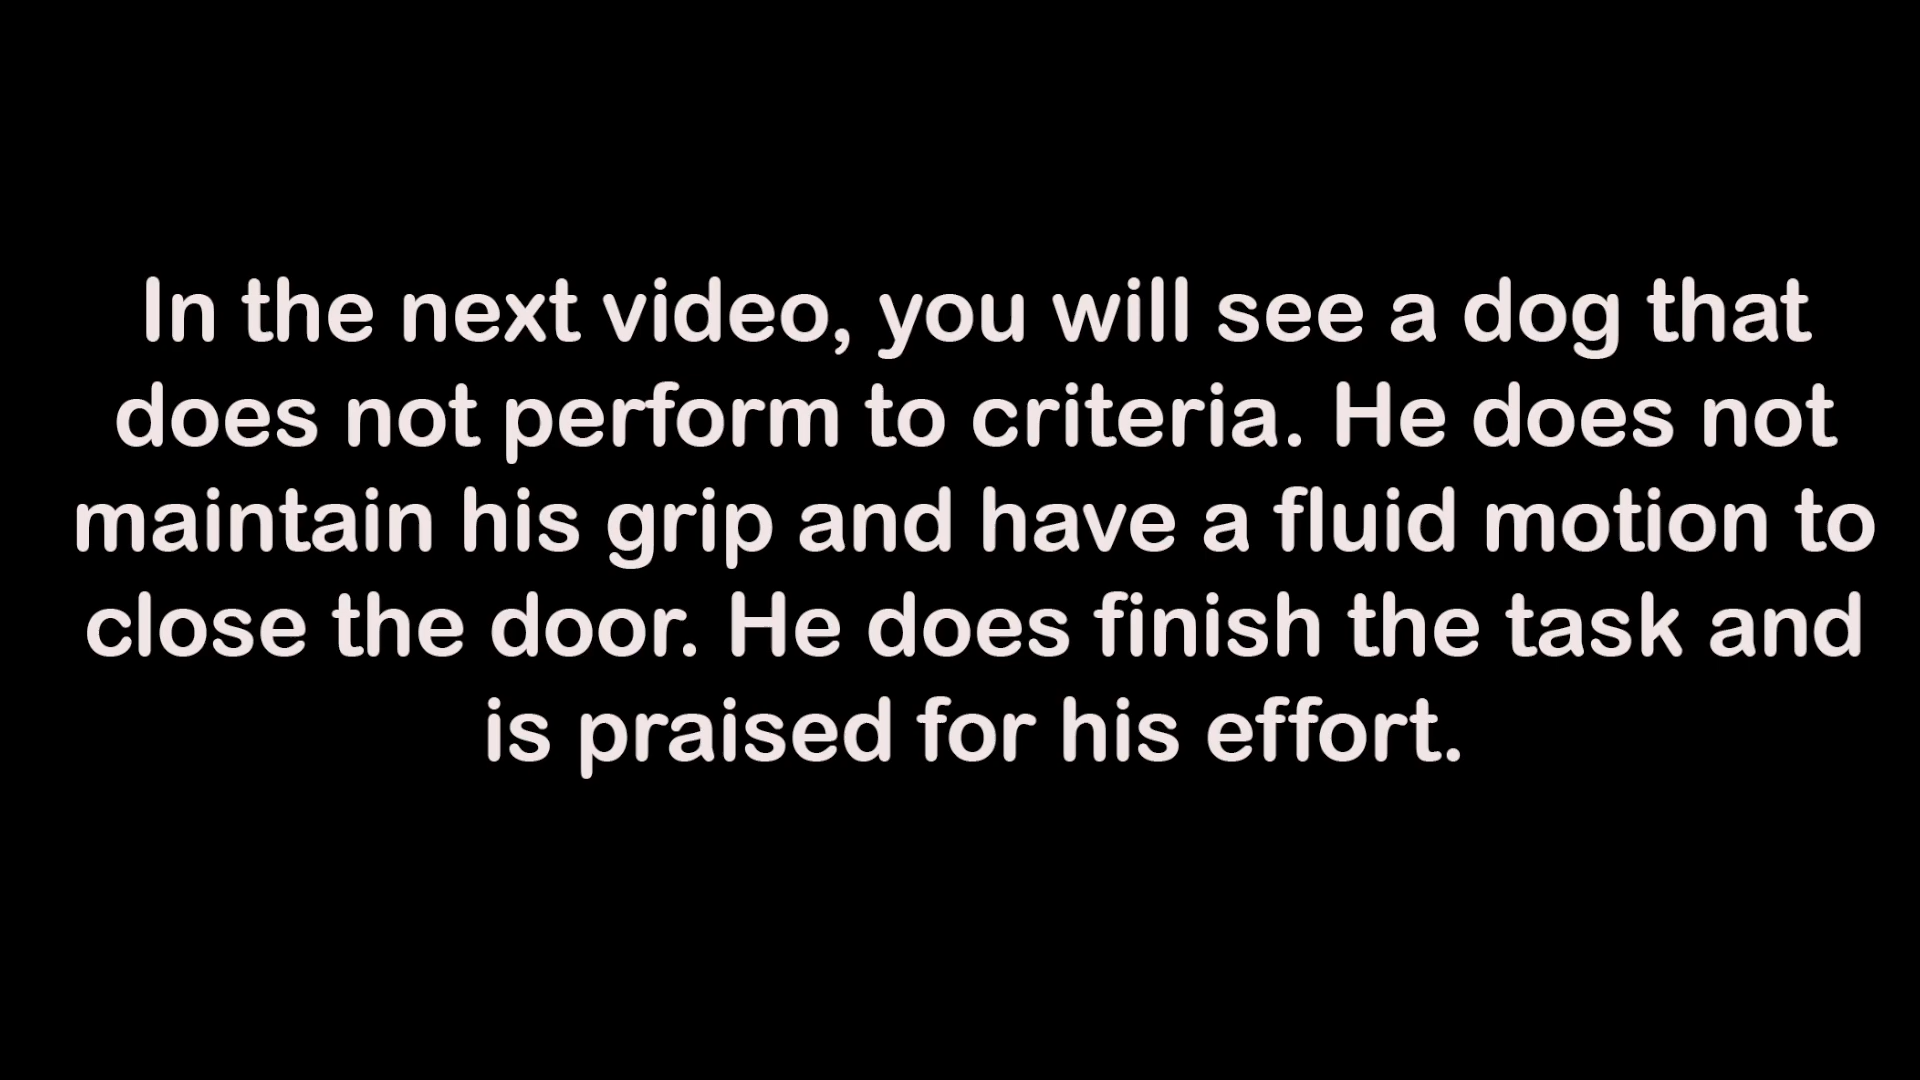 In the next video, you will see a dog that
does not perform to criteria. He does not
maintain his grip and have a fluid motion to
close the door. He does finish the task and
is praised for his effort.